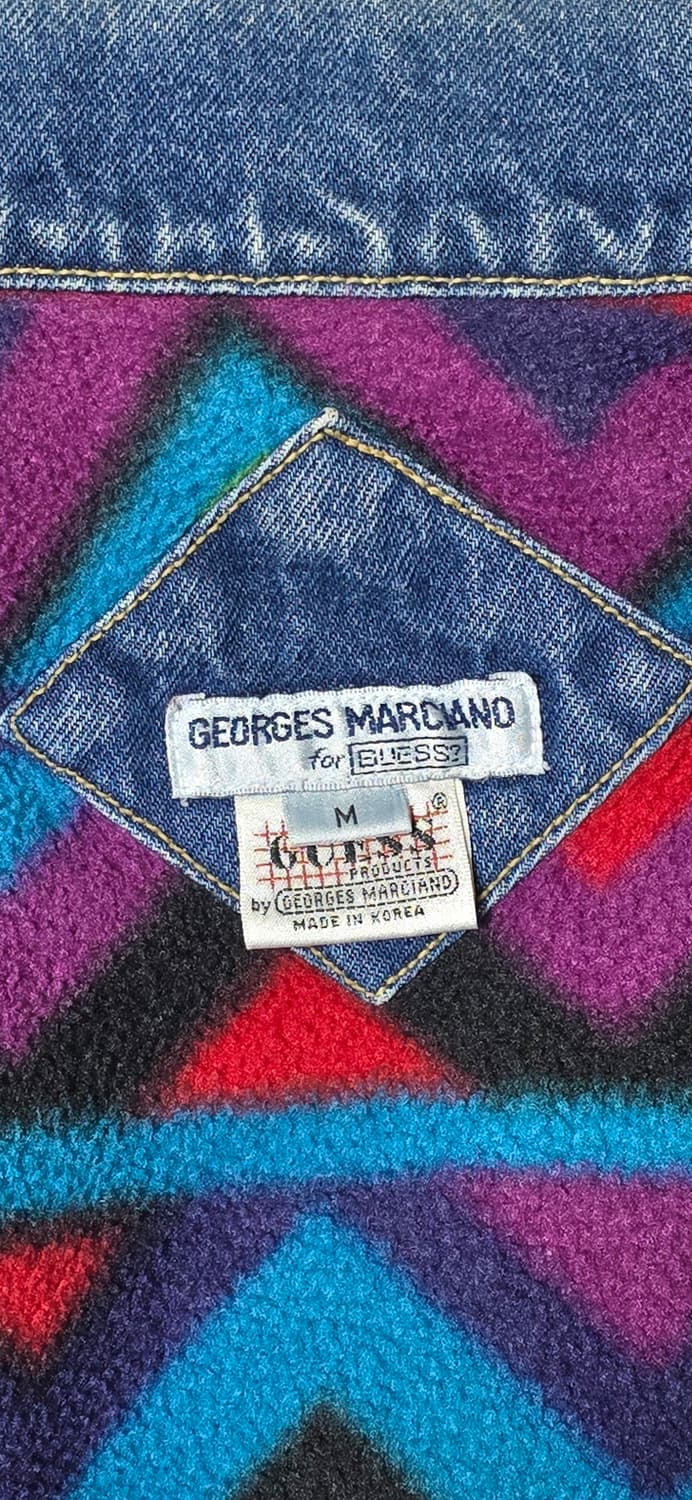 GEORGES MARCIANO
for GUESS?
M
®
GUESS
PRODUCTS
by GEORGES MARCIANO
MADE IN KOREA